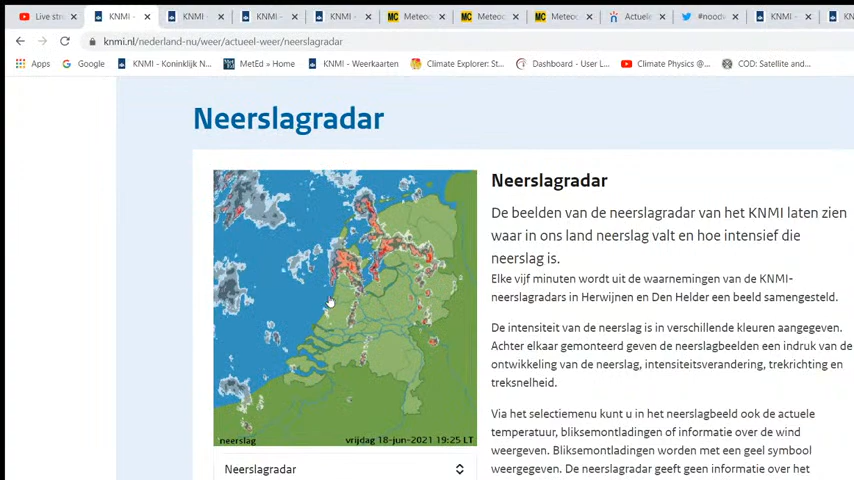 Live stre
KNMI -
KNMI -
KNMI -
KNMI -
Meteoc
Meteoc
Meteoc
Actuele
#noodw
KNMI -
KNMI
knmi.nl/nederland-nu/weer/actueel-weer/neerslagradar
Apps
Google
KNMI - Koninklijk N...
MetEd » Home
KNMI - Weerkaarten
Climate Explorer: St...
Dashboard - User L...
Climate Physics @...
COD: Satellite and...
Neerslagradar
neerslag
vrijdag 18-jun-2021 19:25 LT
Neerslagradar
Neerslagradar
De beelden van de neerslagradar van het KNMI laten zien
waar in ons land neerslag valt en hoe intensief die
neerslag is.
Elke vijf minuten wordt uit de waarnemingen van de KNMI-
neerslagradars in Herwijnen en Den Helder een beeld samengesteld.
De intensiteit van de neerslag is in verschillende kleuren aangegeven.
Achter elkaar gemonteerd geven de neerslagbeelden een indruk van de
ontwikkeling van de neerslag, intensiteitsverandering, trekrichting en
treksnelheid.
Via het selectiemenu kunt u in het neerslagbeeld ook de actuele
temperatuur, bliksemontladingen of informatie over de wind
weergeven. Bliksemontladingen worden met een geel symbool
weergegeven. De neerslagradar geeft geen informatie over het